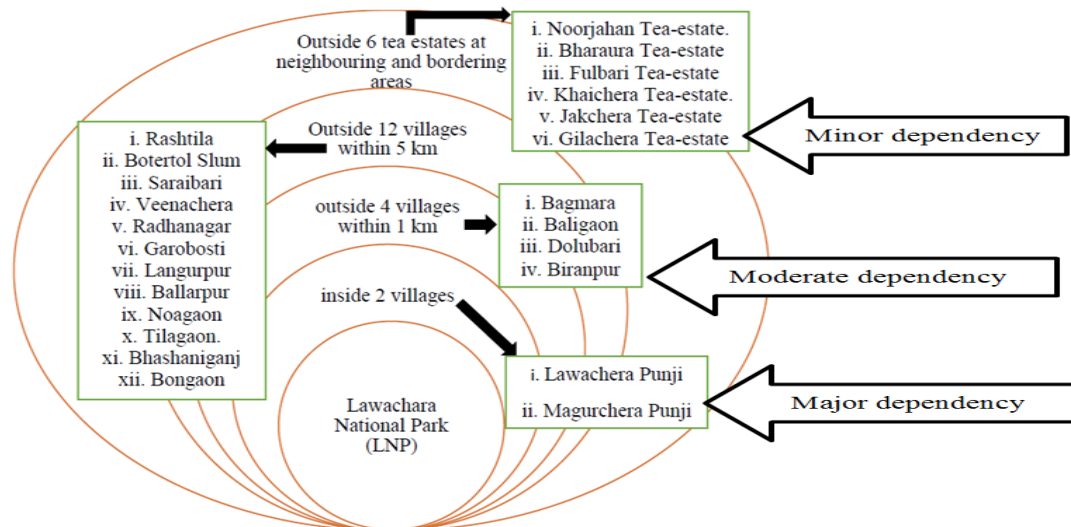 Outside 6 tea estates at
neighbouring and bordering
areas
i. Noorjahan Tea-estate.
ii. Bharaura Tea-estate
iii. Fulbari Tea-estate
iv. Khaichera Tea-estate.
v. Jakchera Tea-estate
vi. Gilachera Tea-estate
Minor dependency
Outside 12 villages
within 5 km
i. Rashtila
ii. Botertol Slum
iii. Saraibari
iv. Veenachera
v. Radhanagar
vi. Garobosti
vii. Langurpur
viii. Ballarpur
ix. Noagaon
x. Tilagaon.
xi. Bhashaniganj
xii. Bongaon
outside 4 villages
within 1 km
i. Bagmara
ii. Baligaon
iii. Dolubari
iv. Biranpur
Moderate dependency
inside 2 villages
i. Lawachera Punji
ii. Magurchera Punji
Major dependency
Lawachara
National Park
(LNP)